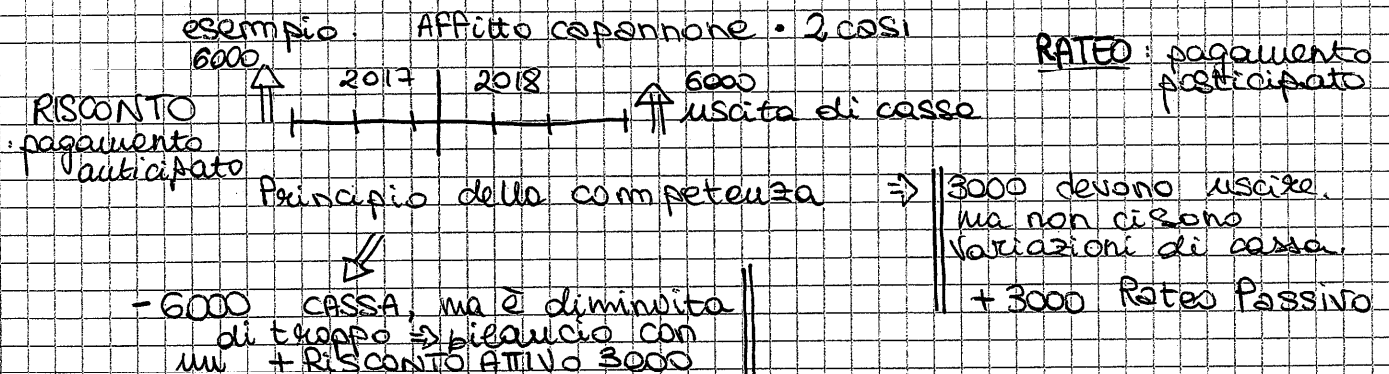 esempio. Affitto capannone • 2 casi
6000
2017 2018
6000
uscita di cassa
RATEO: pagamento
posticipato
RISCONTO
: pagamento
anticipato
Principio della competenza ⇒
3000 devono uscire.
ma non ci sono
variazioni di cassa.
+ 3000 Rateo Passivo
- 6000 CASSA, ma è diminuita
di troppo ⇒ bilancio con
un + RISCONTO ATTIVO 3000